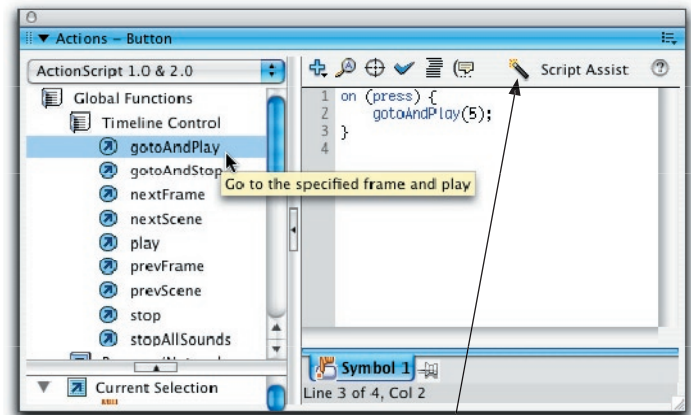 Actions – Button
ActionScript 1.0 & 2.0
Script Assist
Global Functions
Timeline Control
gotoAndPlay
gotoAndStop
Go to the specified frame and play
nextFrame
nextScene
play
prevFrame
prevScene
stop
stopAllSounds
Current Selection
1 on (press) {
2 gotoAndPlay(5);
3 }
4
Symbol 1
Line 3 of 4, Col 2